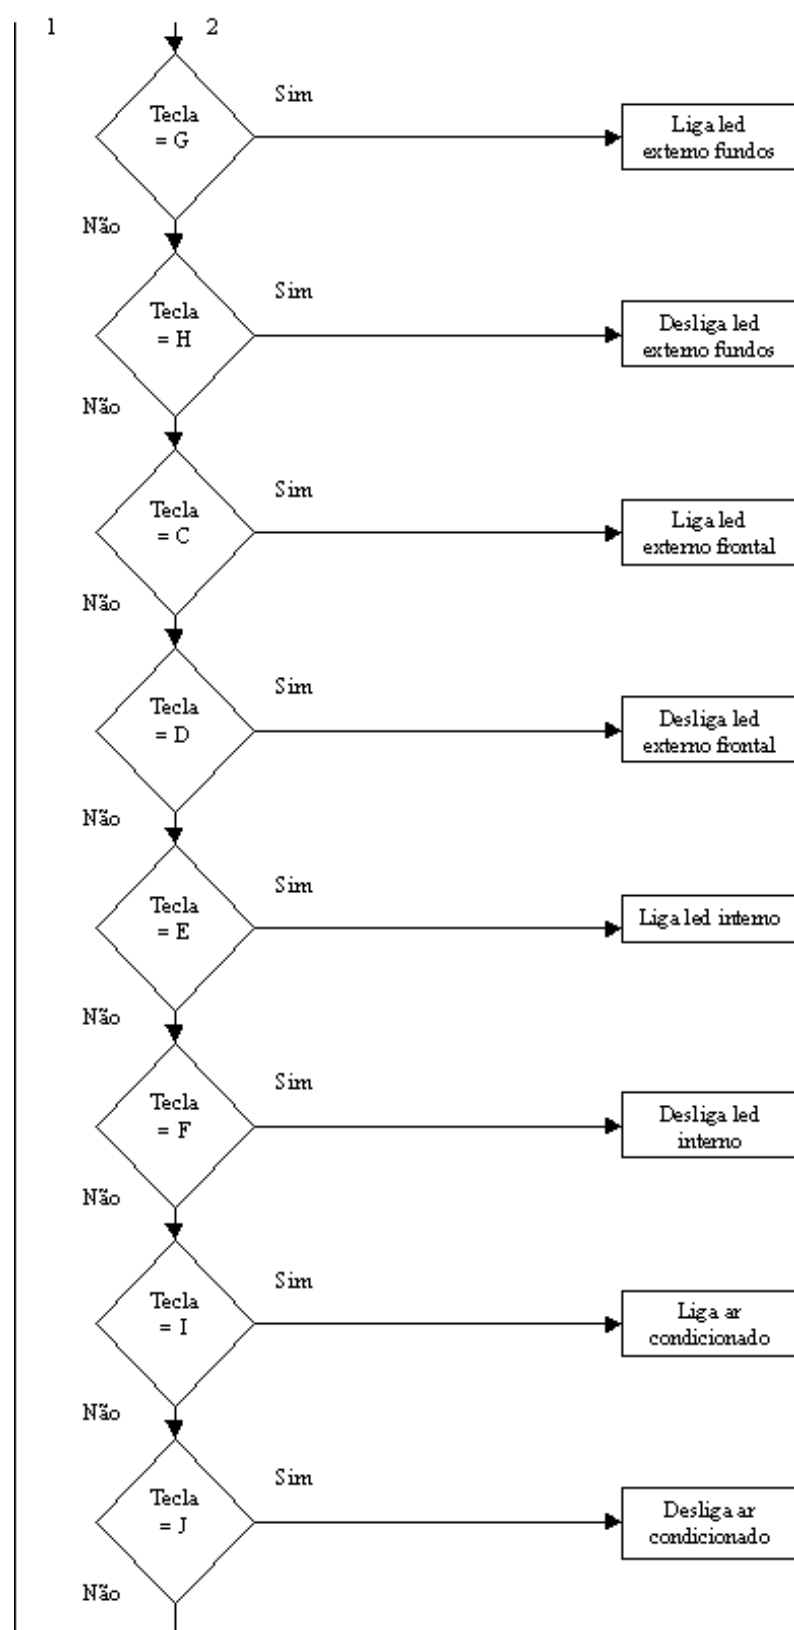 1
2
Tecla
= G
Sim
Liga led
externo fundos
Não
Tecla
= H
Sim
Desliga led
externo fundos
Não
Tecla
= C
Sim
Liga led
externo frontal
Não
Tecla
= D
Sim
Desliga led
externo frontal
Não
Tecla
= E
Sim
Liga led interno
Não
Tecla
= F
Sim
Desliga led
interno
Não
Tecla
= I
Sim
Liga ar
condicionado
Não
Tecla
= J
Sim
Desliga ar
condicionado
Não